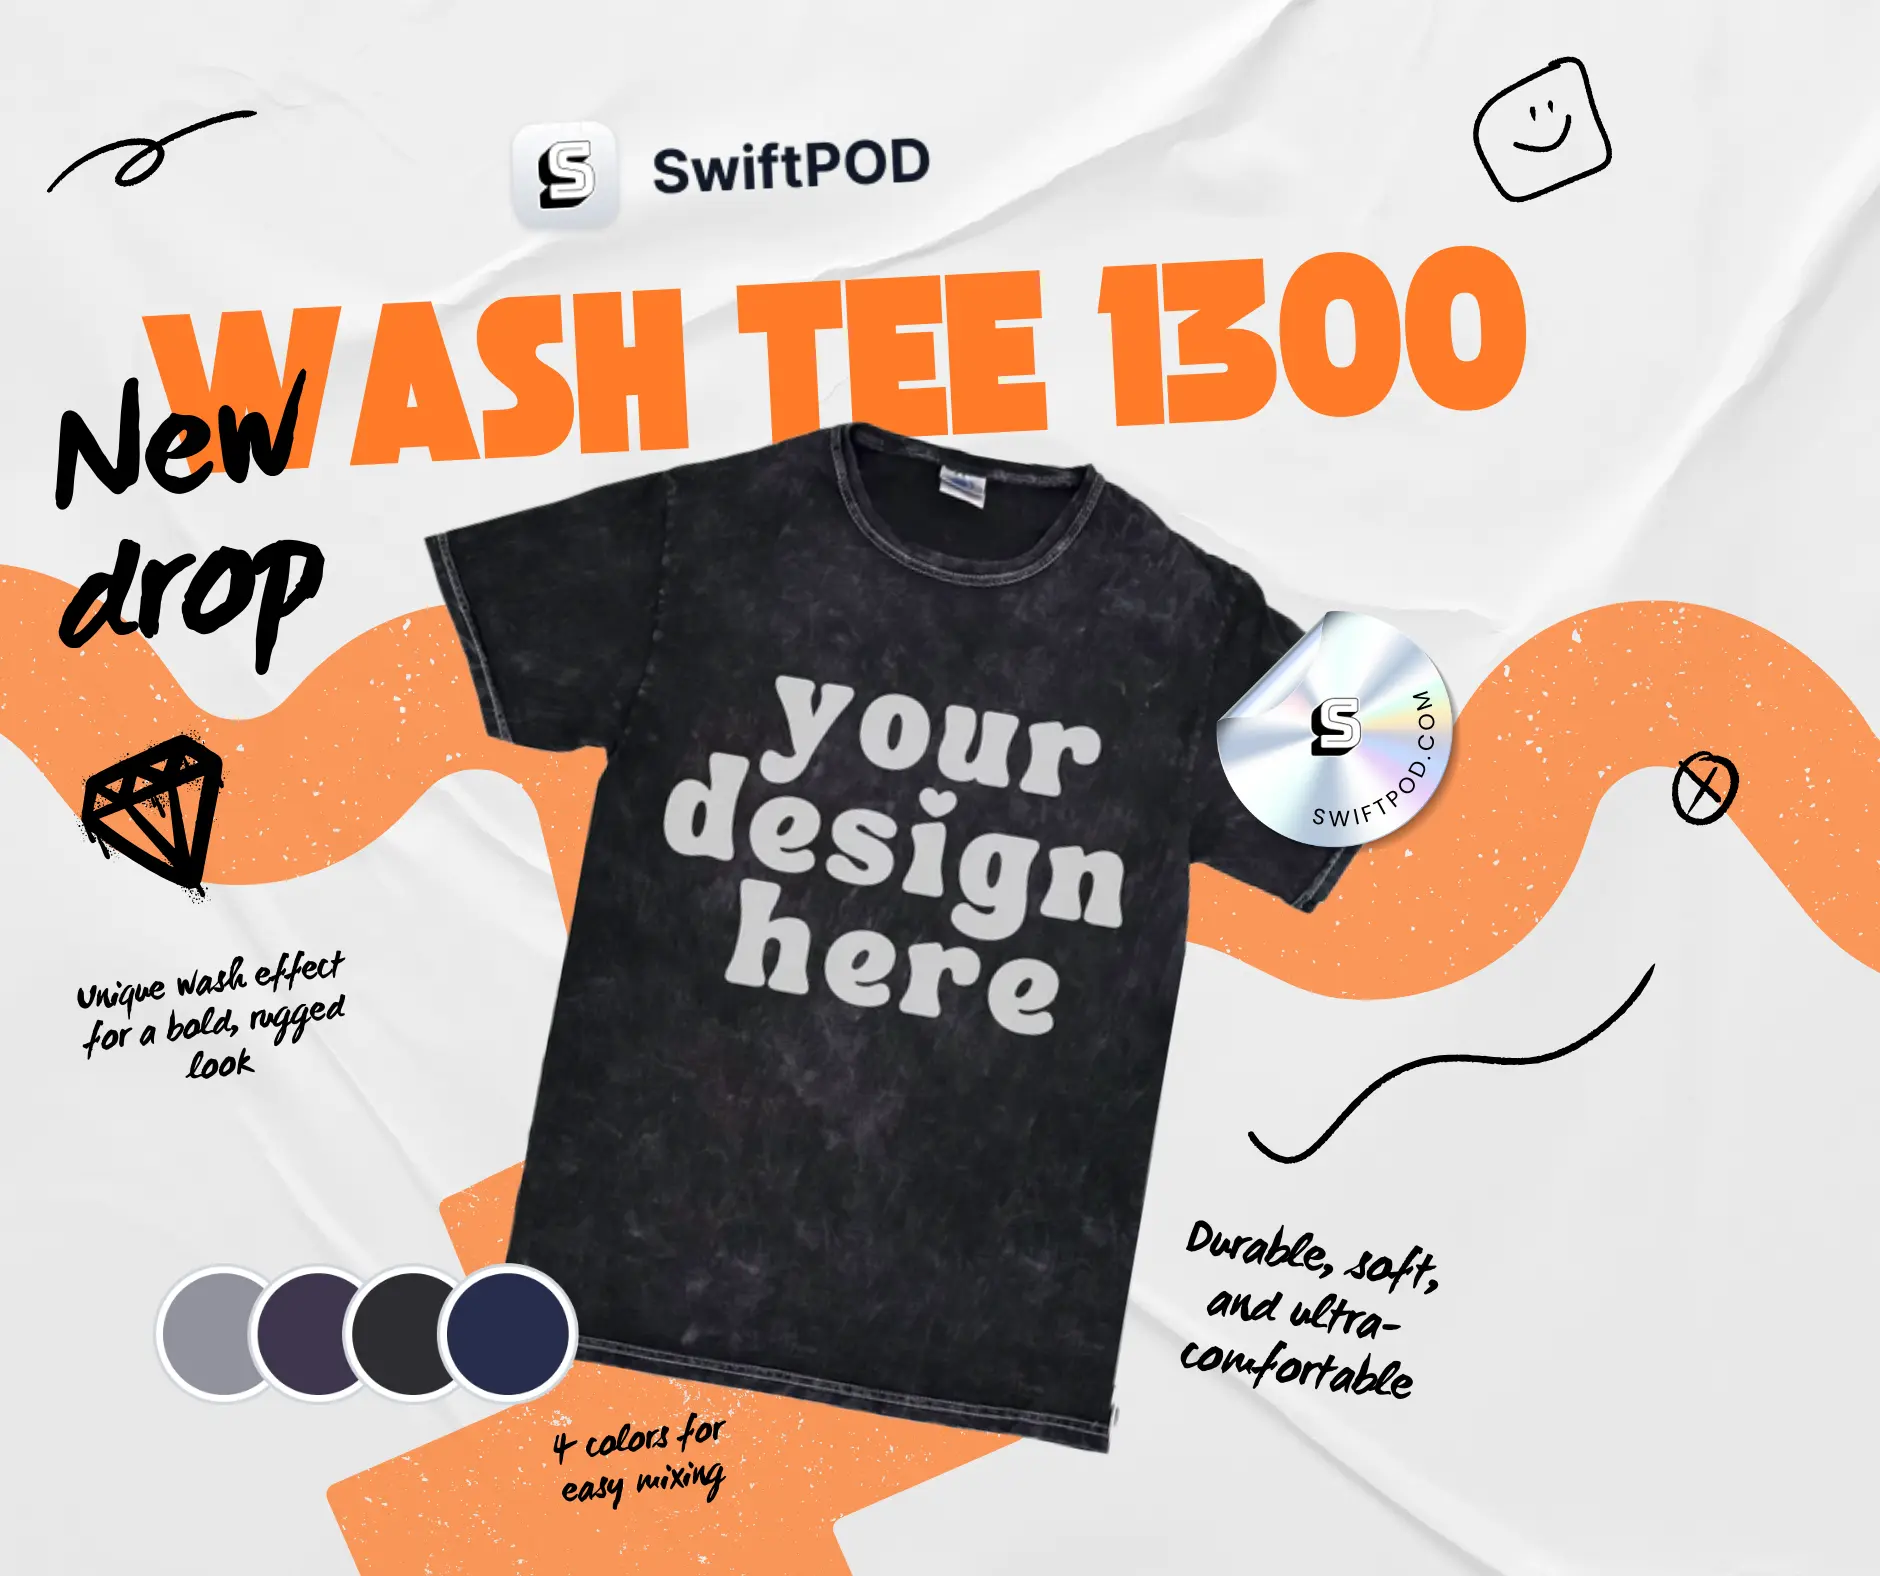 S SwiftPOD
WASH TEE 1300
New
drop
your
design
here
S
SWIFTPOD.COM
Unique wash effect
for a bold, rugged
look
Durable, soft,
and ultra-
comfortable
4 colors for
easy mixing